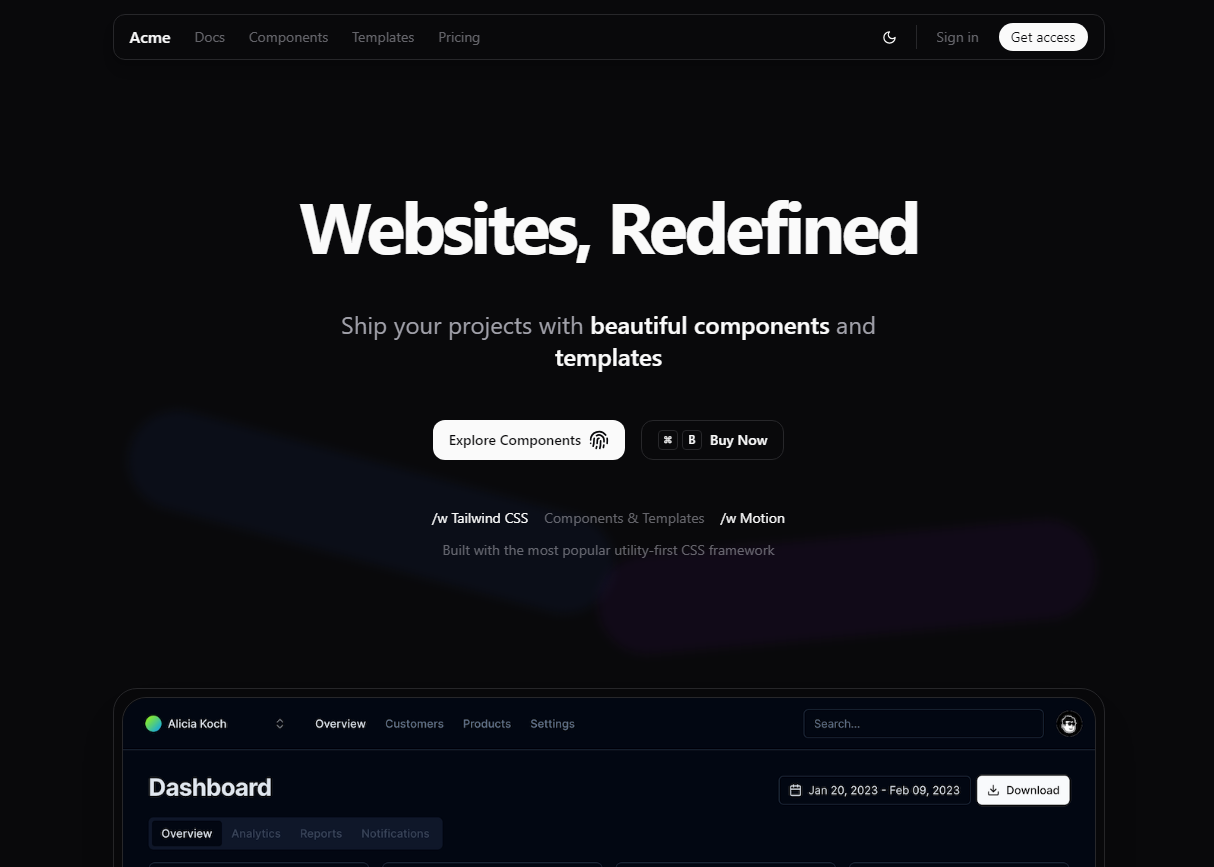 Acme Docs Components Templates Pricing Sign in Get access
Websites, Redefined
Ship your projects with beautiful components and
templates
Explore Components ⌘ B Buy Now
/w Tailwind CSS Components & Templates /w Motion
Built with the most popular utility-first CSS framework
Alicia Koch Overview Customers Products Settings Search...
Dashboard Jan 20, 2023 - Feb 09, 2023 Download
Overview Analytics Reports Notifications